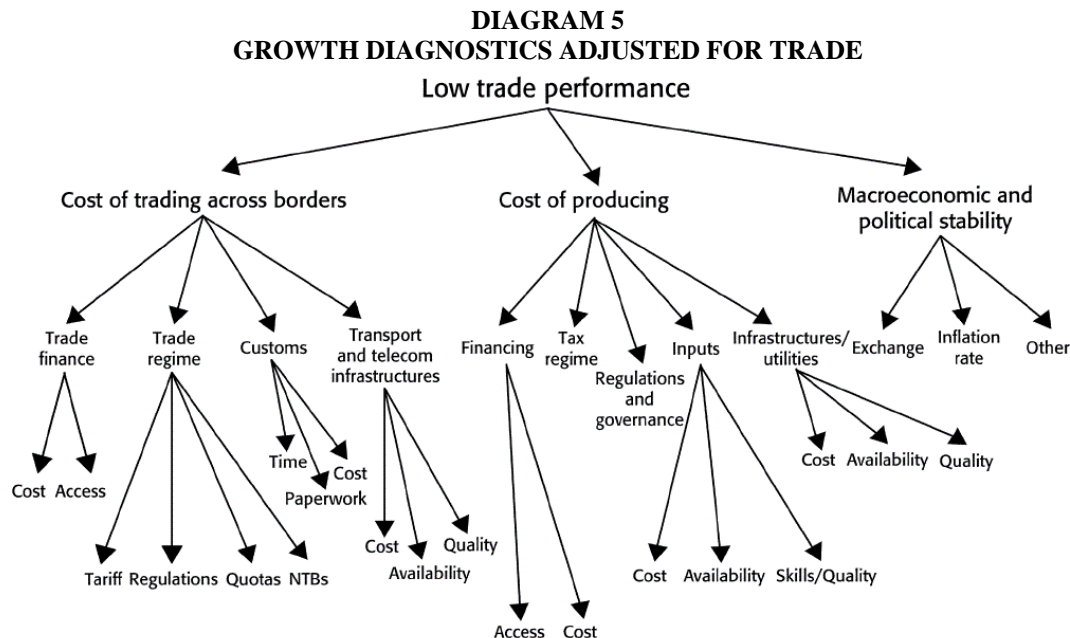 DIAGRAM 5
GROWTH DIAGNOSTICS ADJUSTED FOR TRADE
Low trade performance
Cost of trading across borders
Cost of producing
Macroeconomic and
political stability
Trade
finance
Trade
regime
Customs
Transport
and telecom
infrastructures
Financing
Tax
regime
Regulations
and
governance
Inputs
Infrastructures/
utilities
Exchange
Inflation
rate
Other
Cost Access
Time
Cost
Paperwork
Cost Availability Quality
Cost
Quality
Availability
Tariff Regulations Quotas NTBs
Cost Availability Skills/Quality
Access Cost